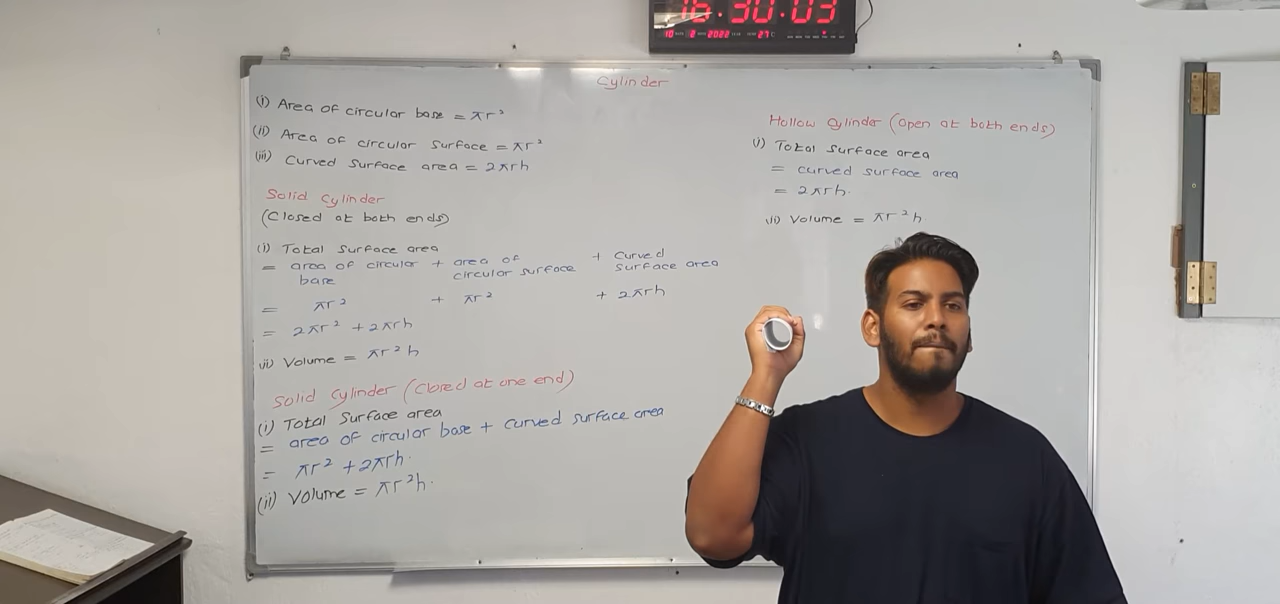 16:30:03
10 2 2022 27°C
Cylinder
(i) Area of circular base = πr²
(ii) Area of circular surface = πr²
(iii) Curved surface area = 2πrh
Solid Cylinder
(Closed at both ends)
(i) Total surface area
= area of circular base + area of circular surface + curved surface area
= πr² + πr² + 2πrh
= 2πr² + 2πrh
(ii) Volume = πr²h
Solid Cylinder (Closed at one end)
(i) Total Surface area
= area of circular base + curved surface area
= πr² + 2πrh.
(ii) Volume = πr²h.
Hollow Cylinder (Open at both ends)
(i) Total surface area
= curved surface area
= 2πrh.
(ii) Volume = πr²h.